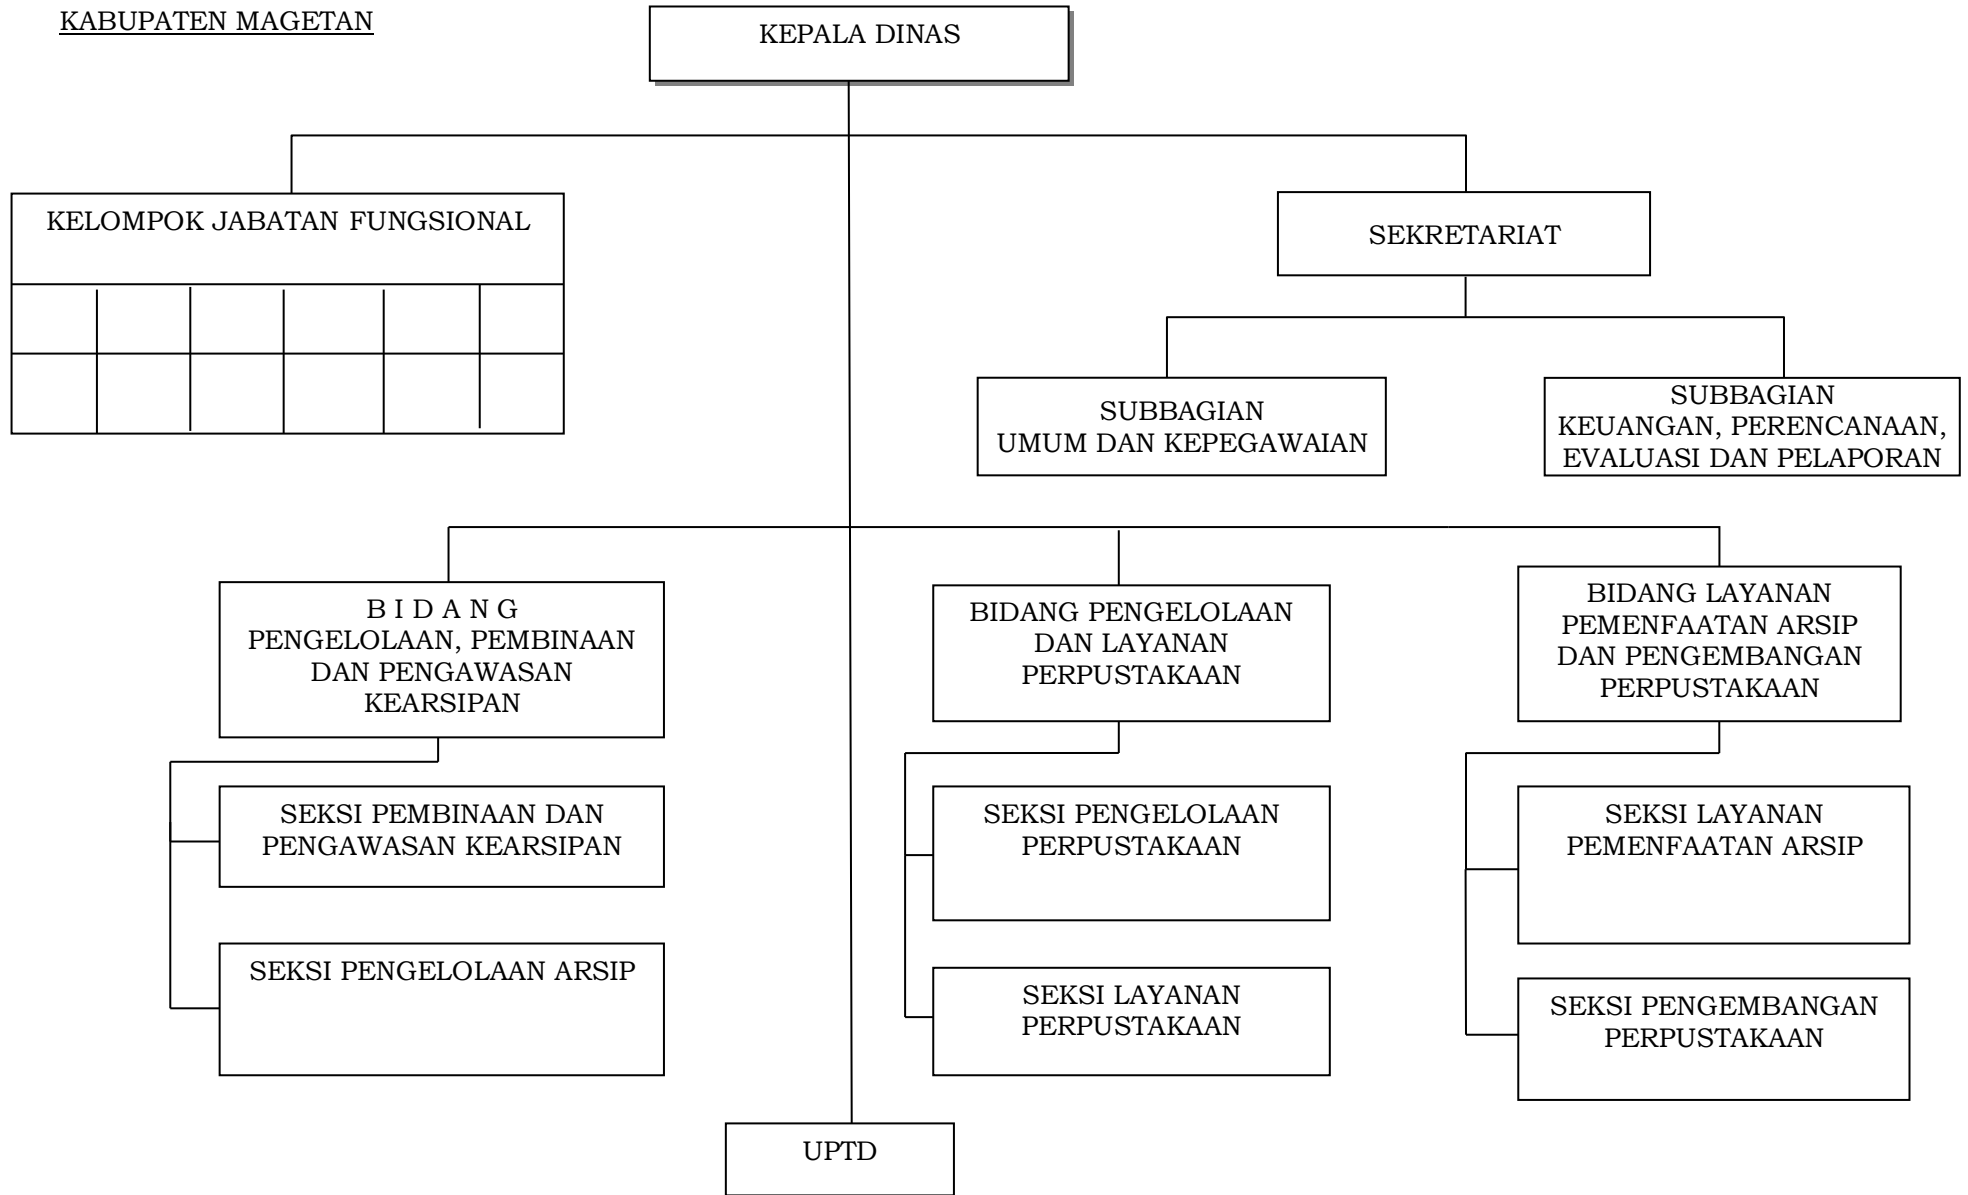 KABUPATEN MAGETAN
KEPALA DINAS
KELOMPOK JABATAN FUNGSIONAL
SEKRETARIAT
SUBBAGIAN
UMUM DAN KEPEGAWAIAN
SUBBAGIAN
KEUANGAN, PERENCANAAN,
EVALUASI DAN PELAPORAN
B I D A N G
PENGELOLAAN, PEMBINAAN
DAN PENGAWASAN
KEARSIPAN
BIDANG PENGELOLAAN
DAN LAYANAN
PERPUSTAKAAN
BIDANG LAYANAN
PEMENFAATAN ARSIP
DAN PENGEMBANGAN
PERPUSTAKAAN
SEKSI PEMBINAAN DAN
PENGAWASAN KEARSIPAN
SEKSI PENGELOLAAN
PERPUSTAKAAN
SEKSI LAYANAN
PEMENFAATAN ARSIP
SEKSI PENGELOLAAN ARSIP
SEKSI LAYANAN
PERPUSTAKAAN
SEKSI PENGEMBANGAN
PERPUSTAKAAN
UPTD